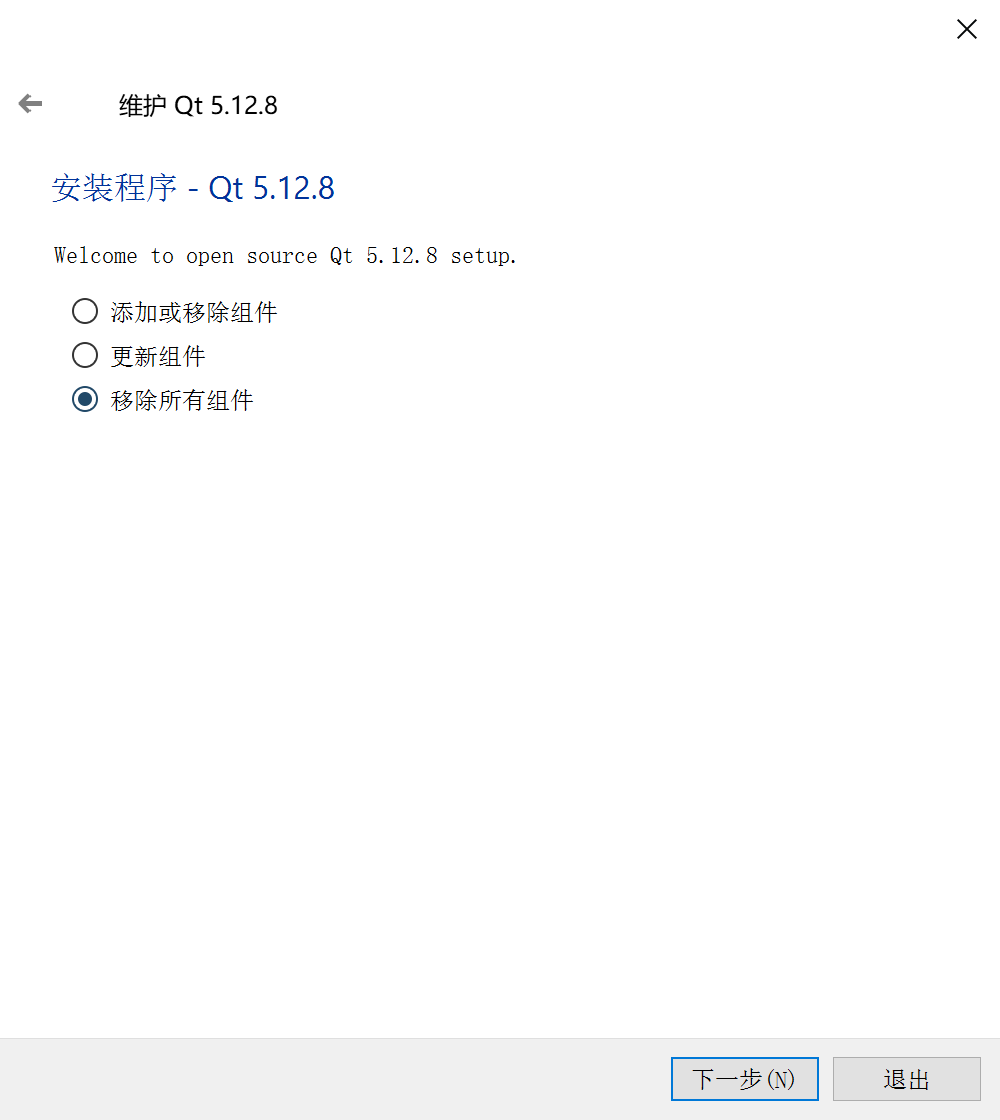 维护 Qt 5.12.8
安装程序 - Qt 5.12.8
Welcome to open source Qt 5.12.8 setup.
添加或移除组件
更新组件
移除所有组件
下一步(N)
退出